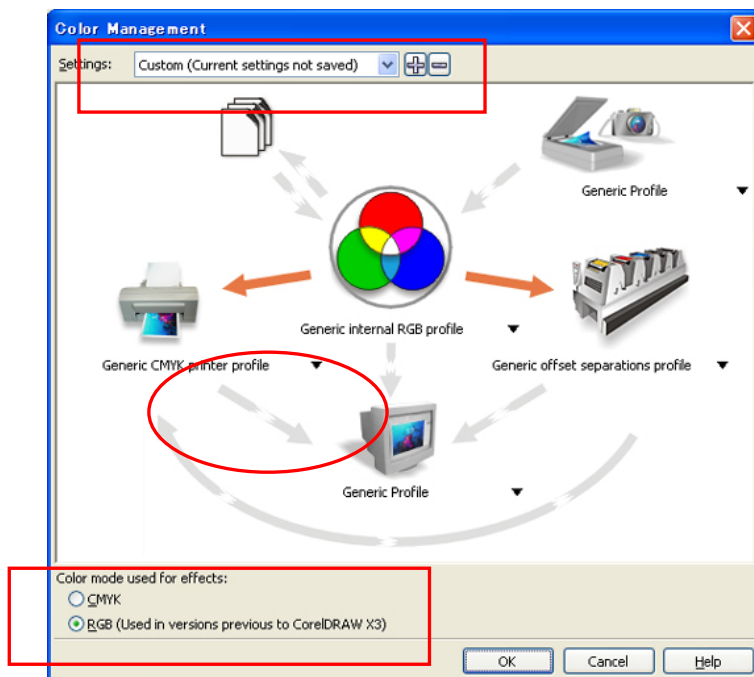 Color Management
Settings: Custom (Current settings not saved)
Generic Profile
Generic internal RGB profile
Generic CMYK printer profile
Generic offset separations profile
Generic Profile
Color mode used for effects:
CMYK
RGB (Used in versions previous to CorelDRAW X3)
OK Cancel Help